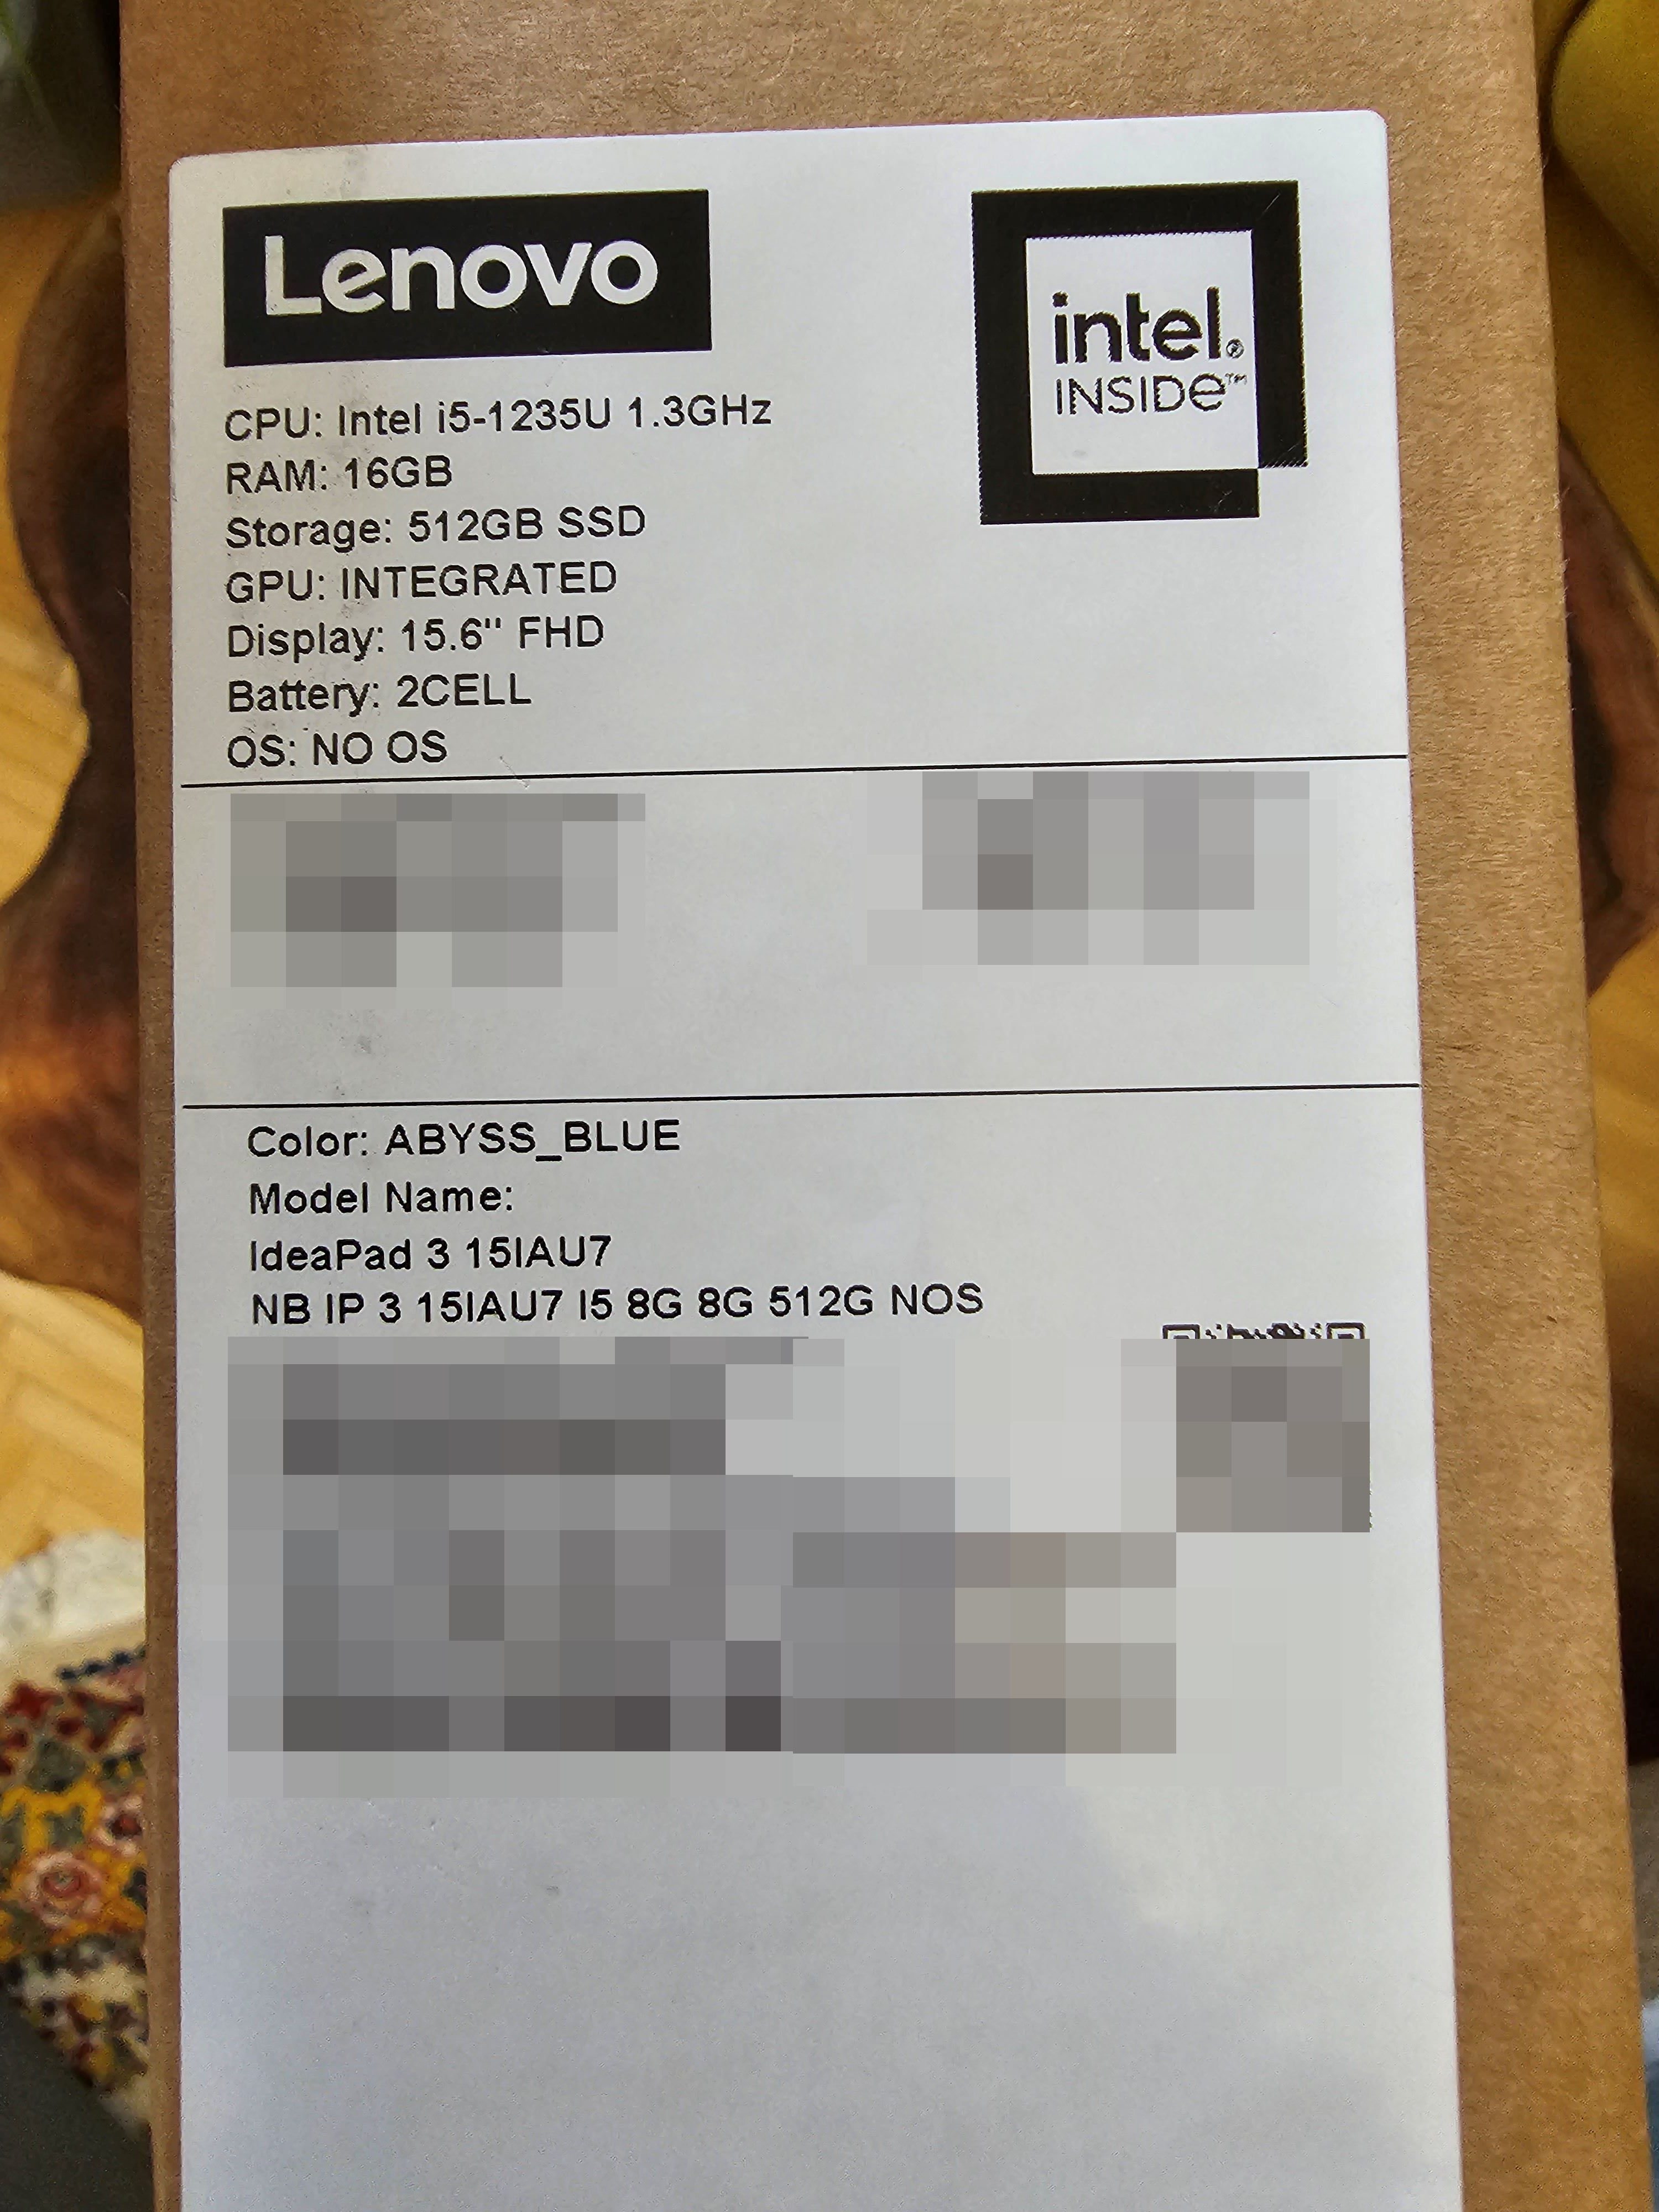 Lenovo
intel®
INSIDE™
CPU: Intel i5-1235U 1.3GHz
RAM: 16GB
Storage: 512GB SSD
GPU: INTEGRATED
Display: 15.6" FHD
Battery: 2CELL
OS: NO OS
Color: ABYSS_BLUE
Model Name:
IdeaPad 3 15IAU7
NB IP 3 15IAU7 I5 8G 8G 512G NOS